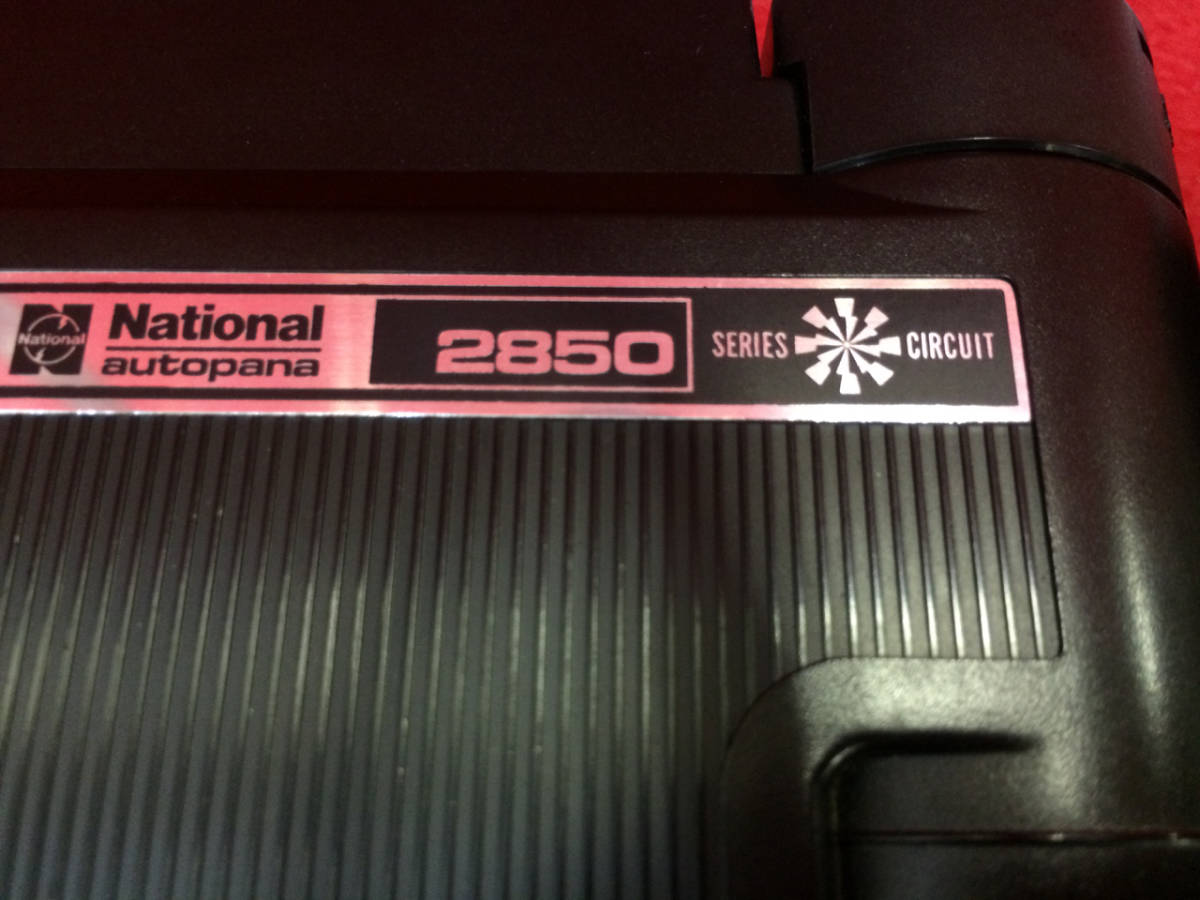 National
National
autopana
2850
SERIES CIRCUIT